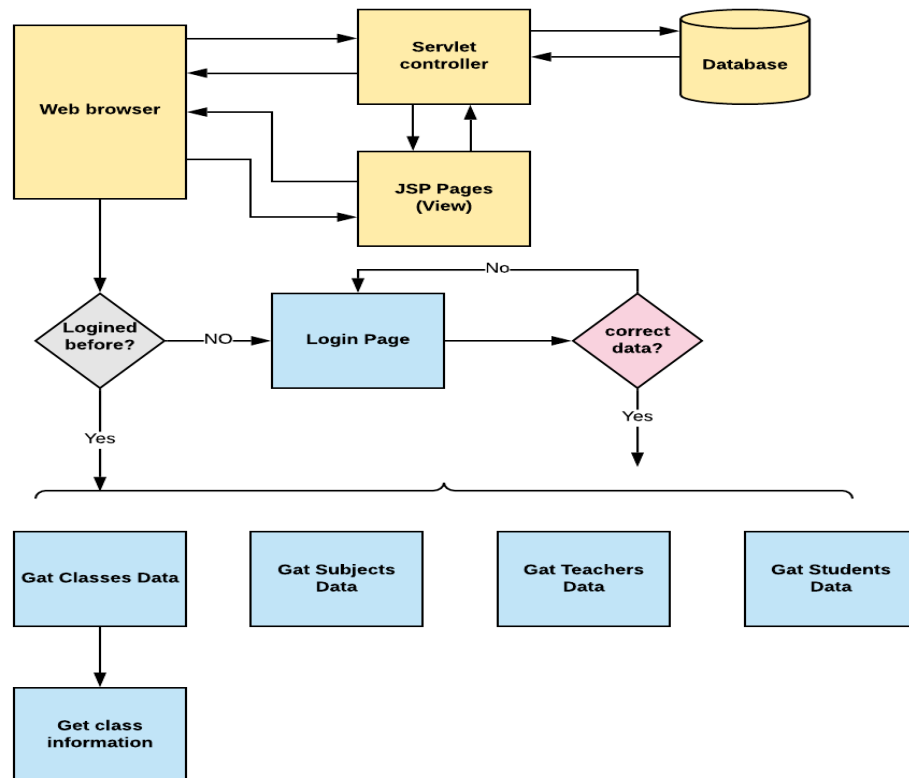 Servlet
controller
Database
Web browser
JSP Pages
(View)
No
Logined
before?
NO
Login Page
correct
data?
Yes
Yes
Gat Classes Data
Gat Subjects
Data
Gat Teachers
Data
Gat Students
Data
Get class
information